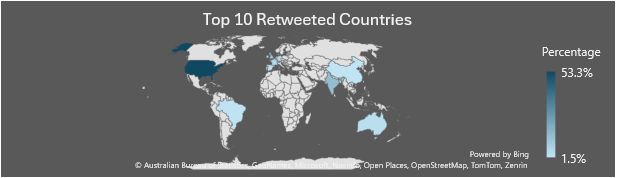 Top 10 Retweeted Countries
Percentage
53.3%
1.5%
Powered by Bing
© Australian Bureau of Statistics, GeoNames, Microsoft, Navinfo, Open Places, OpenStreetMap, TomTom, Zenrin